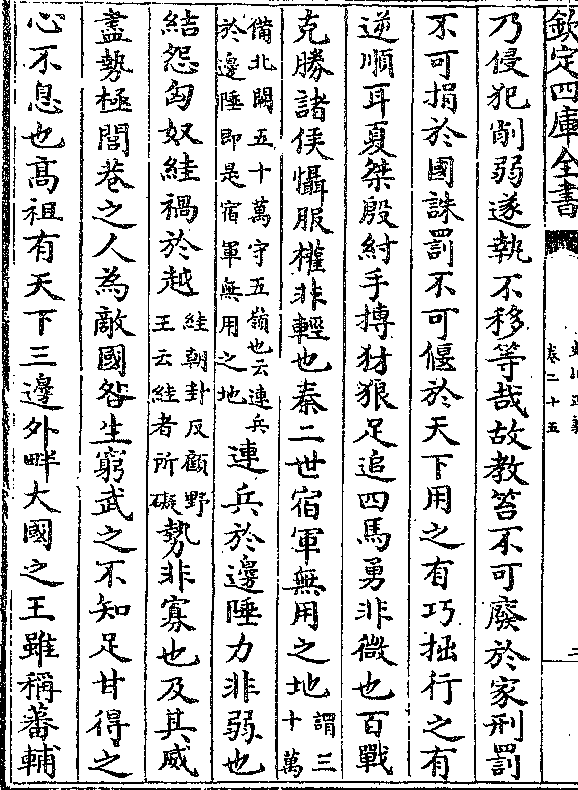 欽定四庫全書
史記正義
卷二十五
乃侵犯削弱遂執不移等哉故教笞不可廢於家刑罰
不可捐於國誅罰不可偃於天下用之有巧拙行之有
逆順耳夏桀殷紂手搏豺狼足追四馬勇非微也百戰
克勝諸侯懾服權非輕也秦二世宿軍無用之地
謂三
十萬
備北闕五十萬守五嶺也云連兵
於邊陲即是宿軍無用之地
連兵於邊陲力非弱也
結怨匈奴絓禍於越
絓朝卦反顧野
王云絓者所礙
勢非寡也及其威
盡勢極閭巷之人為敵國咎生窮武之不知足甘得之
心不息也高祖有天下三邊外畔大國之王雖稱蕃輔